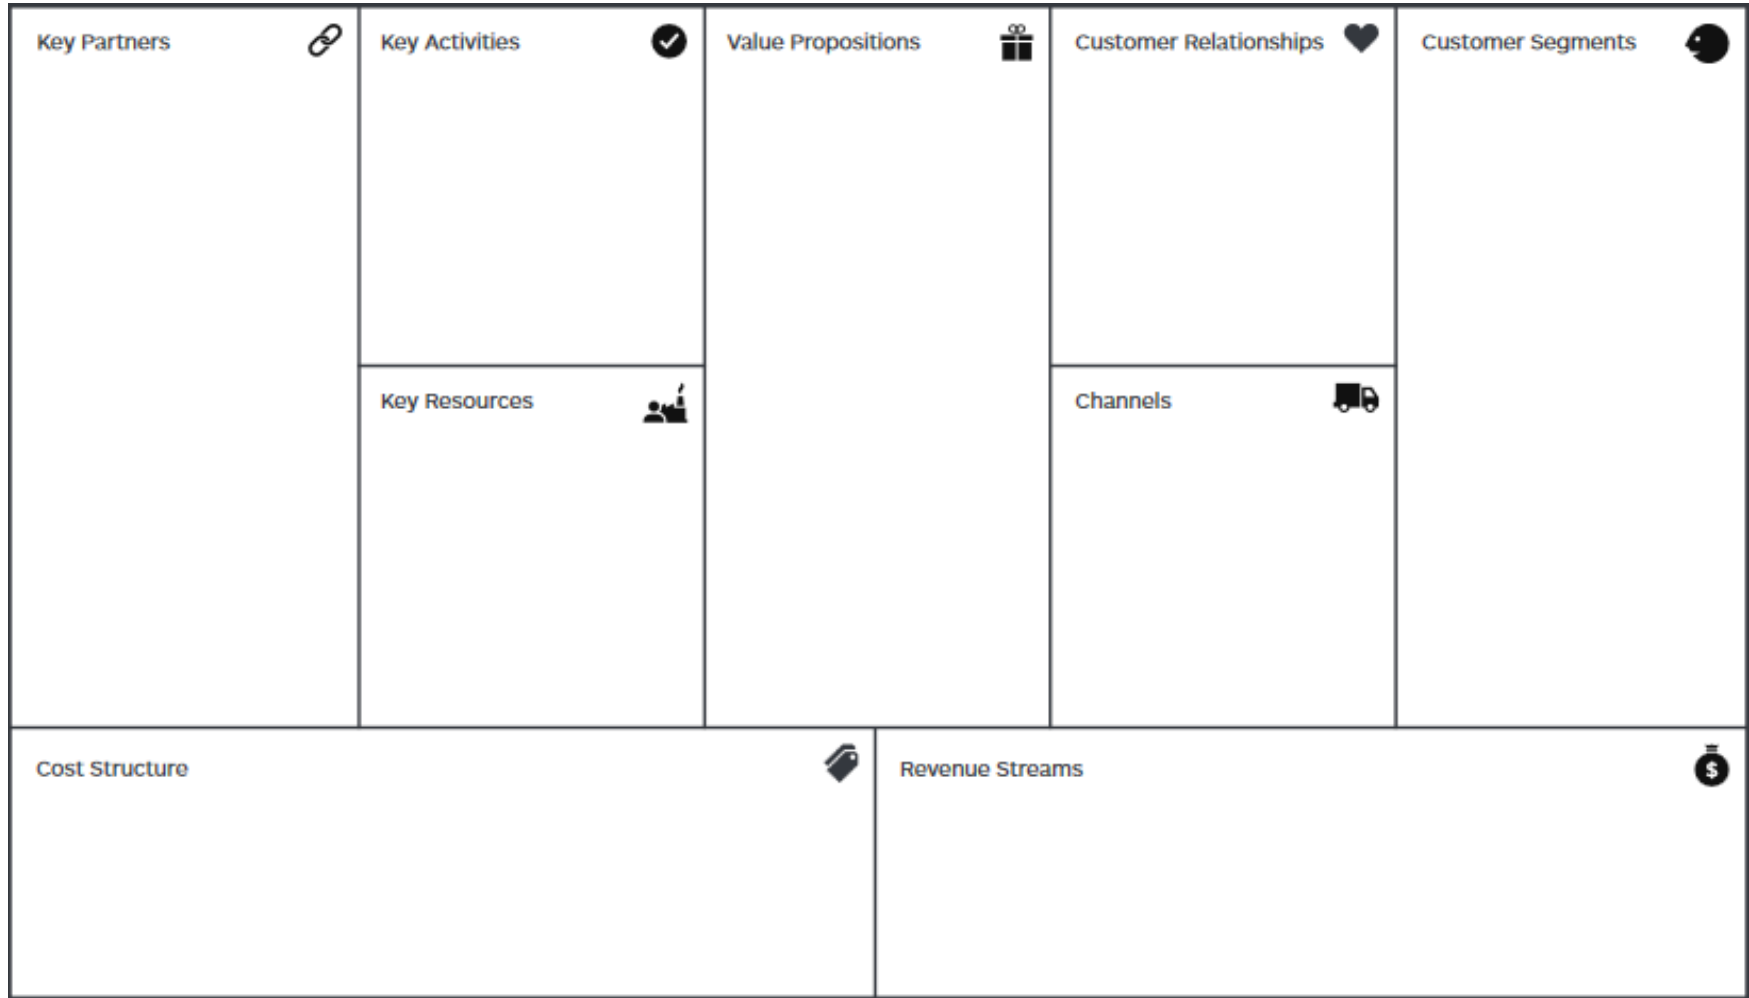 Key Partners
Key Activities
Value Propositions
Customer Relationships
Customer Segments
Key Resources
Channels
Cost Structure
Revenue Streams
$